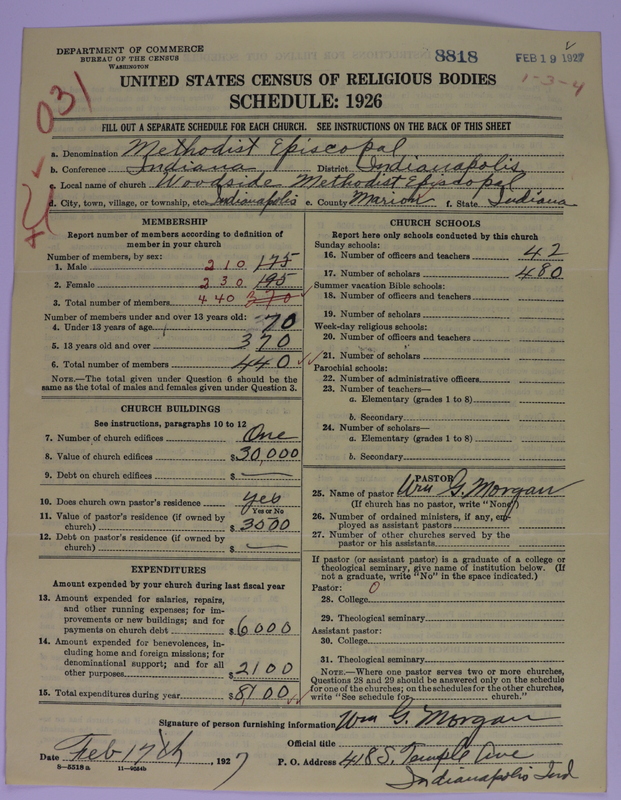 DEPARTMENT OF COMMERCE
BUREAU OF THE CENSUS
WASHINGTON
8818
FEB 19 1927
1-3-4
031
UNITED STATES CENSUS OF RELIGIOUS BODIES
SCHEDULE: 1926
FILL OUT A SEPARATE SCHEDULE FOR EACH CHURCH. SEE INSTRUCTIONS ON THE BACK OF THIS SHEET
a. Denomination Methodist Episcopal
b. Conference Indiana District Indianapolis
c. Local name of church Woodside Methodist Episcopal
d. City, town, village, or township, etc. Indianapolis e. County Marion f. State Indiana
MEMBERSHIP
Report number of members according to definition of
member in your church
Number of members, by sex:
1. Male 210 175
2. Female 230 195
3. Total number of members 440 370
Number of members under and over 13 years old:
4. Under 13 years of age 70
5. 13 years old and over 370
6. Total number of members 440
NOTE.—The total given under Question 6 should be the
same as the total of males and females given under Question 3.
CHURCH BUILDINGS
See instructions, paragraphs 10 to 12
7. Number of church edifices One
8. Value of church edifices $30,000
9. Debt on church edifices $ —
10. Does church own pastor's residence yes
Yes or No
11. Value of pastor's residence (if owned by
church) $3000
12. Debt on pastor's residence (if owned by
church) $ —
EXPENDITURES
Amount expended by your church during last fiscal year
13. Amount expended for salaries, repairs,
and other running expenses; for im-
provements or new buildings; and for
payments on church debt $6000
14. Amount expended for benevolences, in-
cluding home and foreign missions; for
denominational support; and for all
other purposes $2100
15. Total expenditures during year $8100
CHURCH SCHOOLS
Report here only schools conducted by this church
Sunday schools:
16. Number of officers and teachers 42
17. Number of scholars 480
Summer vacation Bible schools:
18. Number of officers and teachers
19. Number of scholars
Week-day religious schools:
20. Number of officers and teachers
21. Number of scholars
Parochial schools:
22. Number of administrative officers
23. Number of teachers—
a. Elementary (grades 1 to 8)
b. Secondary
24. Number of scholars—
a. Elementary (grades 1 to 8)
b. Secondary
PASTOR
25. Name of pastor Wm G. Morgan
(If church has no pastor, write "None")
26. Number of ordained ministers, if any, em-
ployed as assistant pastors
27. Number of other churches served by the
pastor or his assistants
If pastor (or assistant pastor) is a graduate of a college or
theological seminary, give name of institution below. (If
not a graduate, write "No" in the space indicated.)
Pastor: 0
28. College
29. Theological seminary
Assistant pastor:
30. College
31. Theological seminary
NOTE.—Where one pastor serves two or more churches,
Questions 28 and 29 should be answered only on the schedule
for one of the churches; on the schedules for the other churches,
write "See schedule for church."
Signature of person furnishing information Wm G. Morgan
Official title
Date Feb 17th, 1927
P. O. Address 418 S. Temple Ave
Indianapolis Ind
8—5518 a